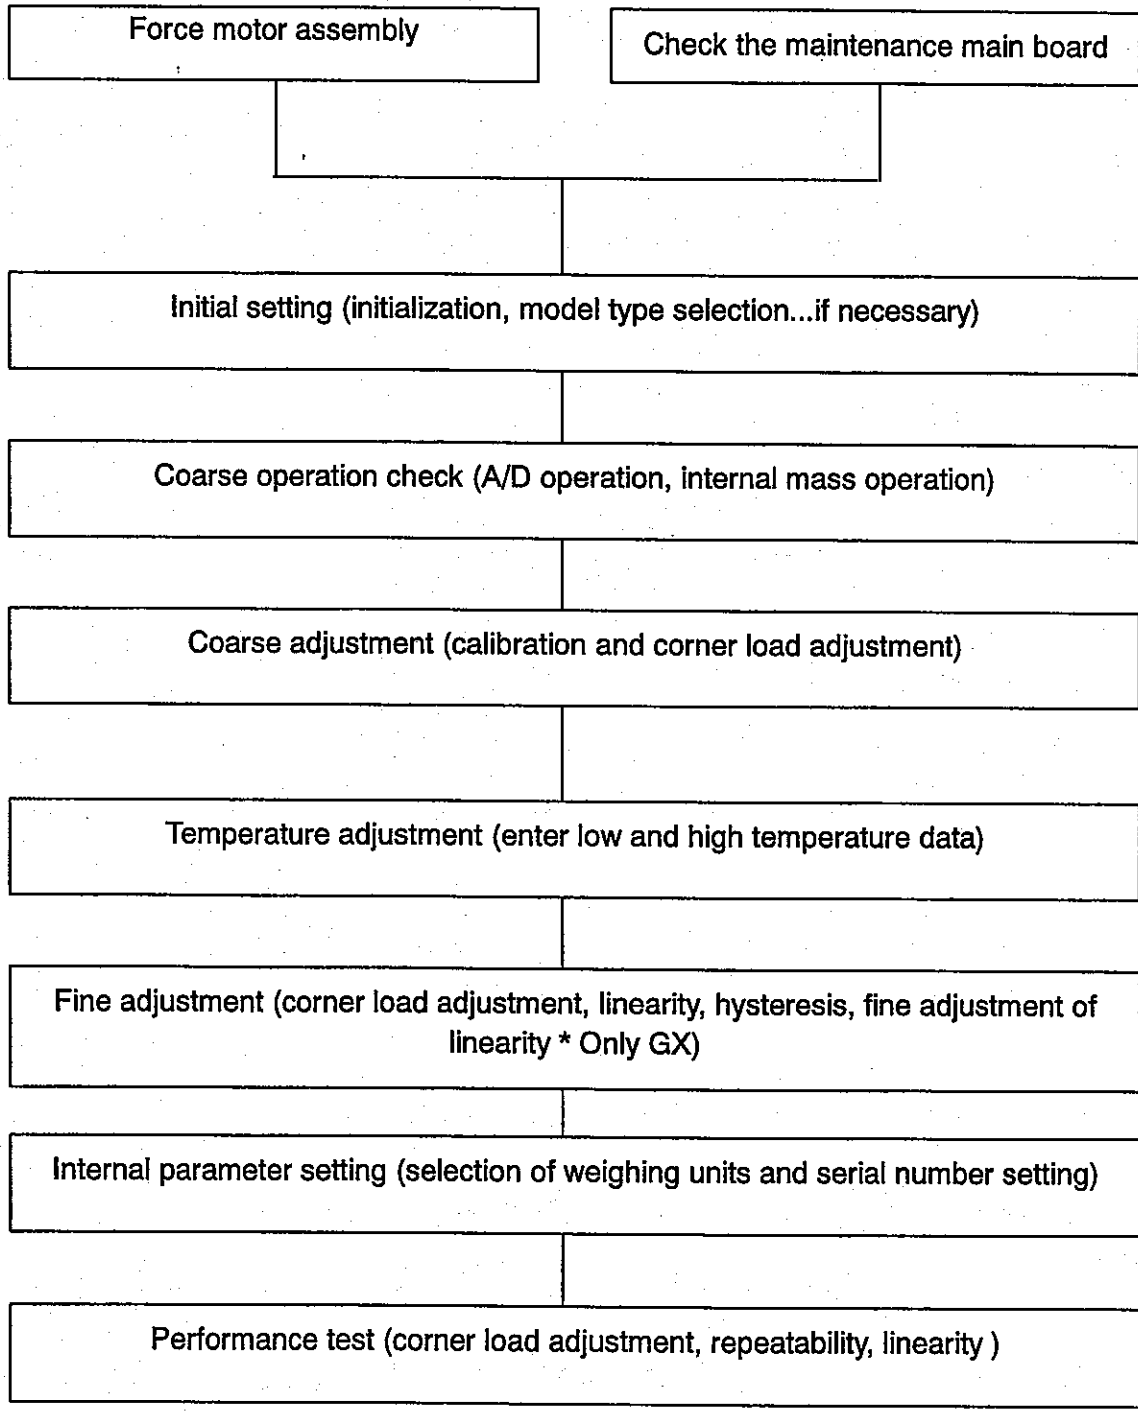 Force motor assembly
Check the maintenance main board
Initial setting (initialization, model type selection...if necessary)
Coarse operation check (A/D operation, internal mass operation)
Coarse adjustment (calibration and corner load adjustment)
Temperature adjustment (enter low and high temperature data)
Fine adjustment (corner load adjustment, linearity, hysteresis, fine adjustment of
linearity * Only GX)
Internal parameter setting (selection of weighing units and serial number setting)
Performance test (corner load adjustment, repeatability, linearity )